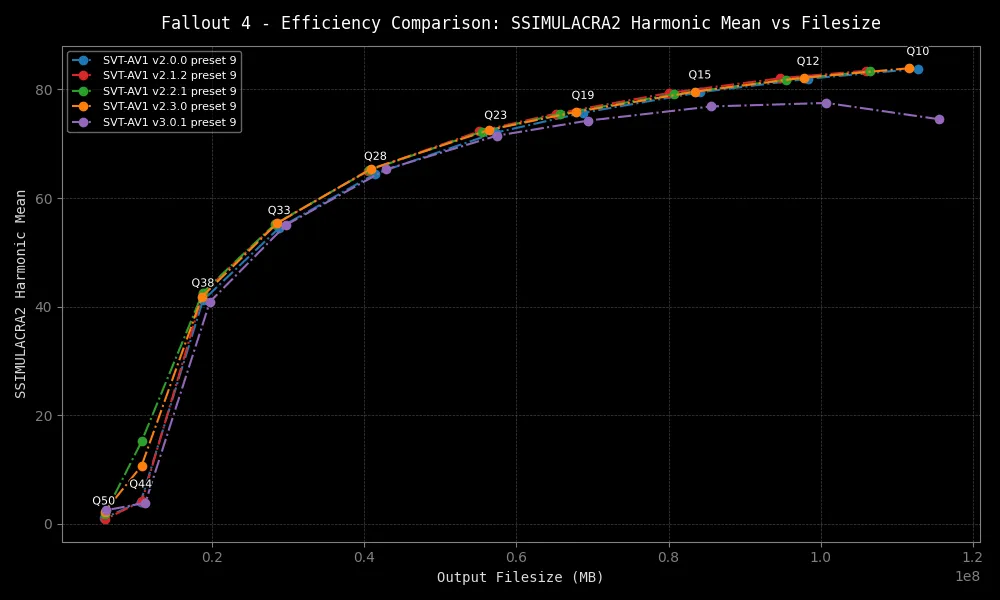 Fallout 4 - Efficiency Comparison: SSIMULACRA2 Harmonic Mean vs Filesize
SVT-AV1 v2.0.0 preset 9
SVT-AV1 v2.1.2 preset 9
SVT-AV1 v2.2.1 preset 9
SVT-AV1 v2.3.0 preset 9
SVT-AV1 v3.0.1 preset 9
Q10
Q12
Q15
Q19
Q23
Q28
Q33
Q38
Q44
Q50
80
60
40
20
0
SSIMULACRA2 Harmonic Mean
0.2 0.4 0.6 0.8 1.0 1.2
1e8
Output Filesize (MB)